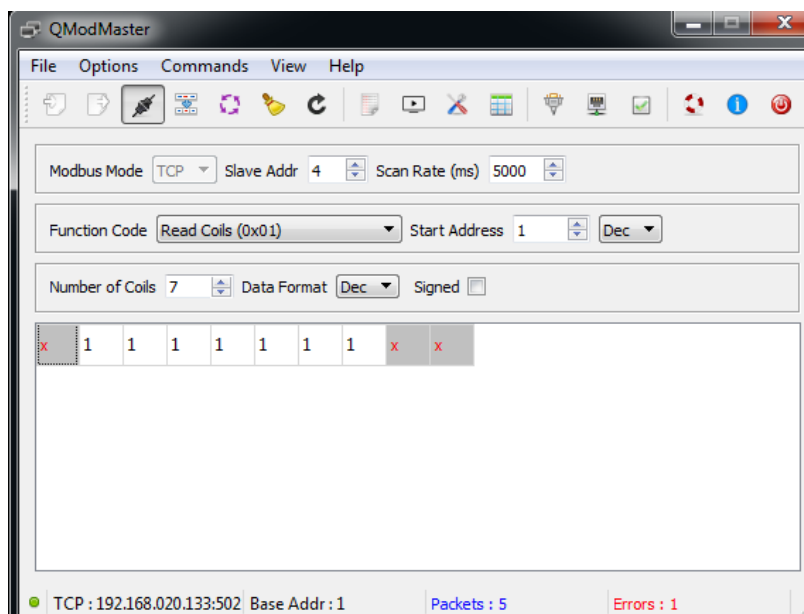 QModMaster
File Options Commands View Help
Modbus Mode TCP Slave Addr 4 Scan Rate (ms) 5000
Function Code Read Coils (0x01) Start Address 1 Dec
Number of Coils 7 Data Format Dec Signed
x 1 1 1 1 1 1 1 x x
TCP : 192.168.020.133:502 Base Addr : 1 Packets : 5 Errors : 1